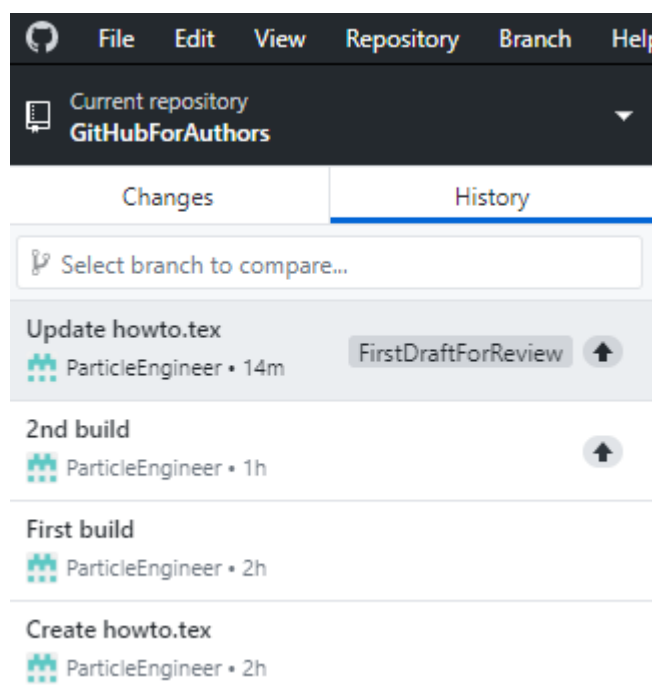 File Edit View Repository Branch Help
Current repository
GitHubForAuthors
Changes History
Select branch to compare...
Update howto.tex
FirstDraftForReview
ParticleEngineer • 14m
2nd build
ParticleEngineer • 1h
First build
ParticleEngineer • 2h
Create howto.tex
ParticleEngineer • 2h